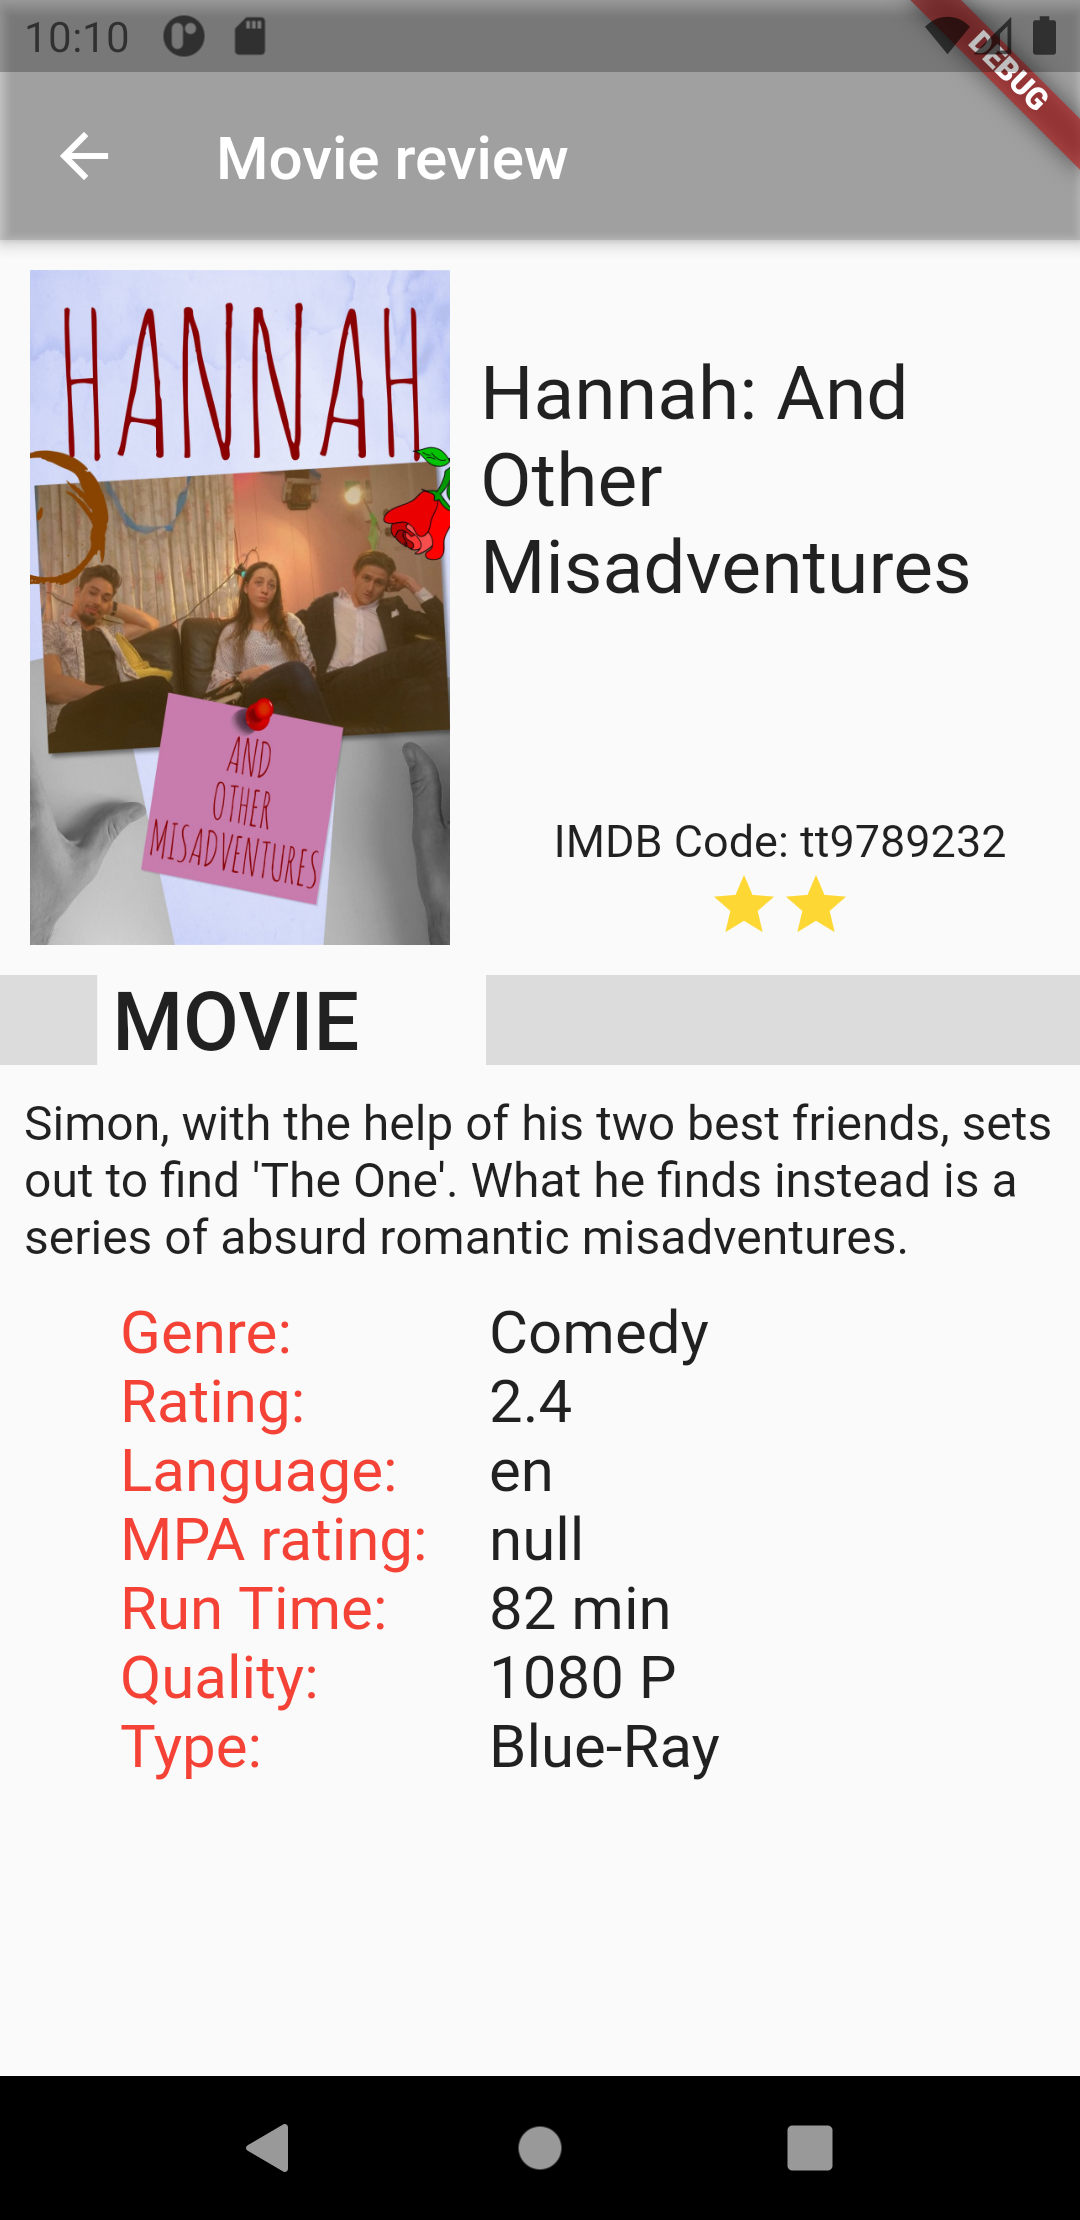 10:10
DEBUG
Movie review
HANNAH
AND
OTHER
MISADVENTURES
Hannah: And
Other
Misadventures
IMDB Code: tt9789232
MOVIE
Simon, with the help of his two best friends, sets
out to find 'The One'. What he finds instead is a
series of absurd romantic misadventures.
Genre: Comedy
Rating: 2.4
Language: en
MPA rating: null
Run Time: 82 min
Quality: 1080 P
Type: Blue-Ray